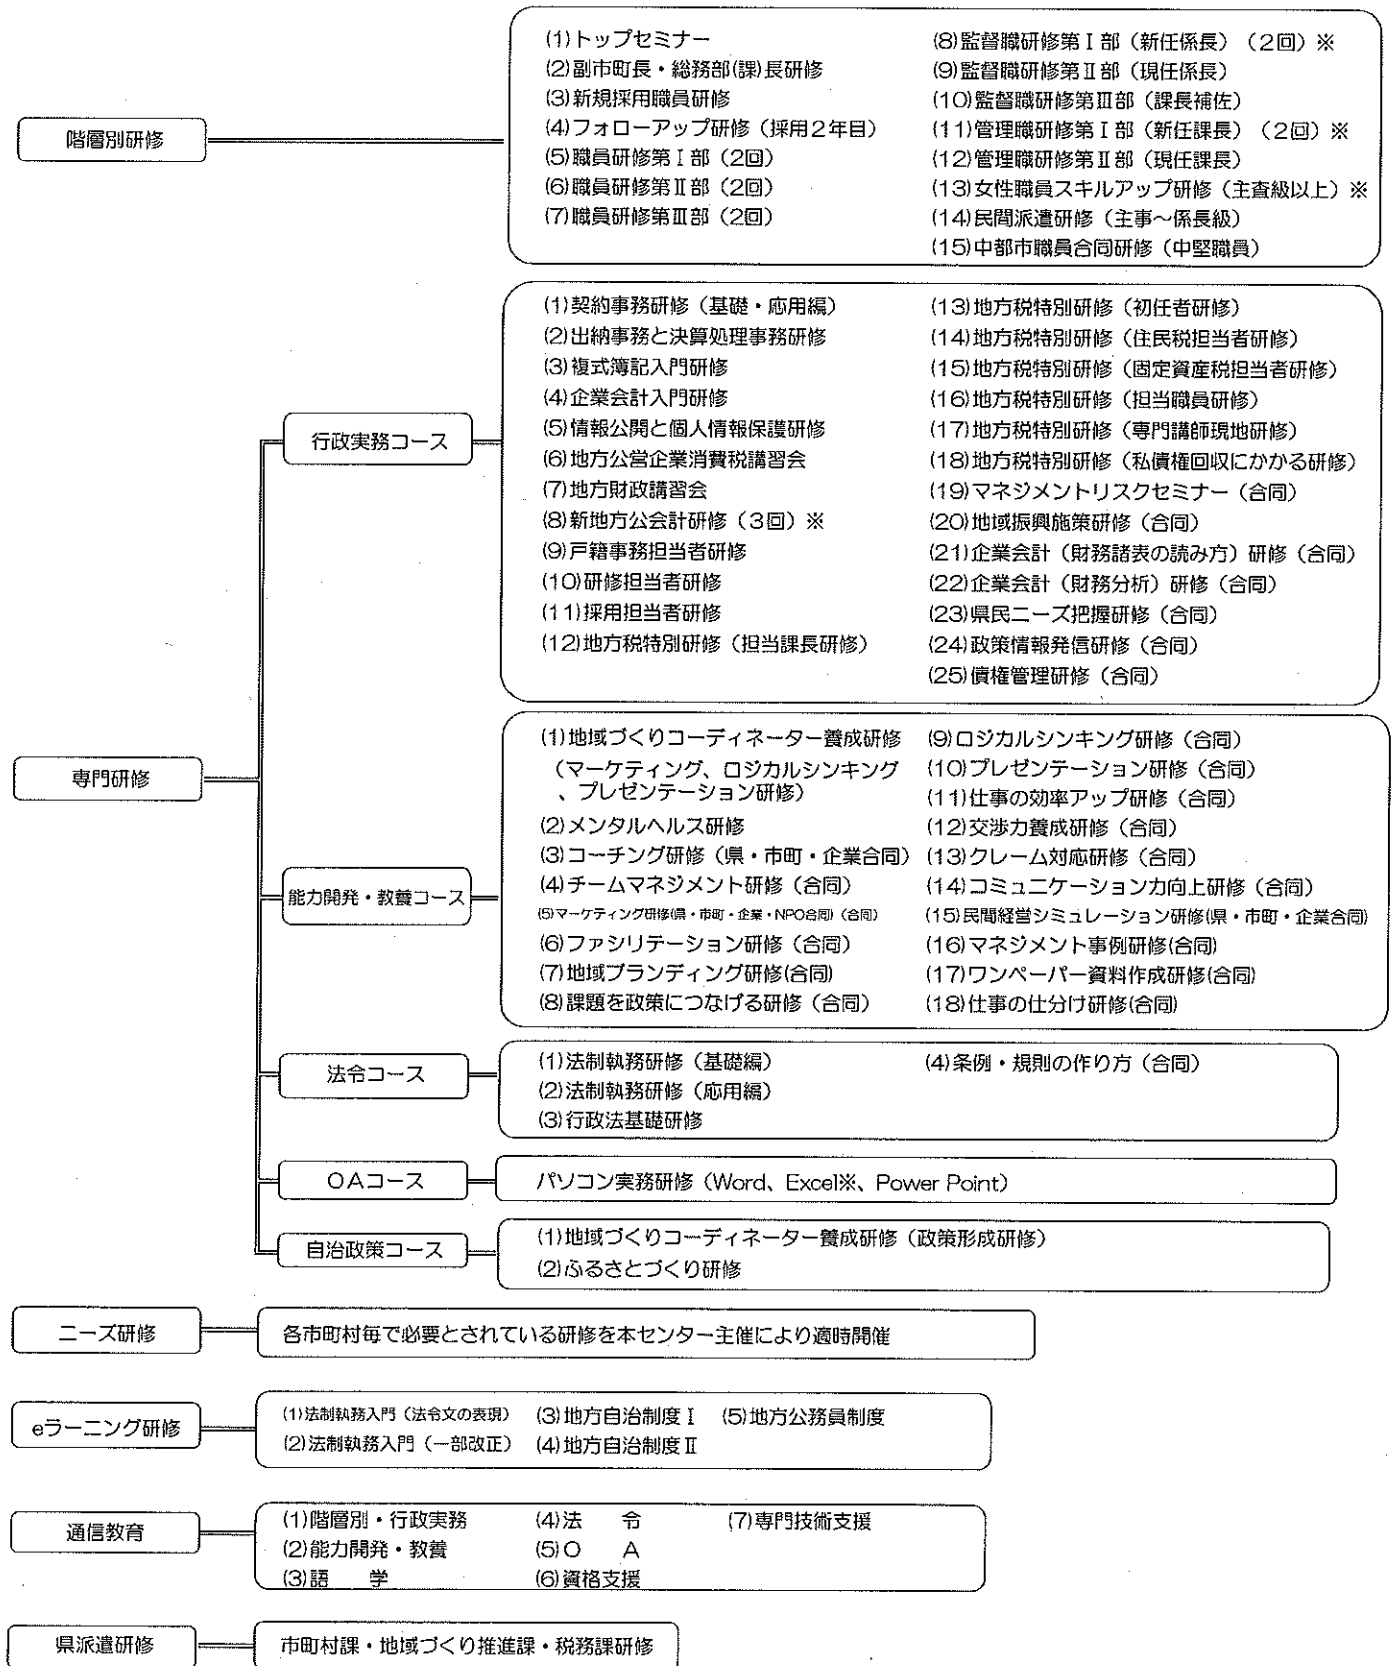 階層別研修
(1)トップセミナー
(2)副市町長・総務部(課)長研修
(3)新規採用職員研修
(4)フォローアップ研修（採用2年目）
(5)職員研修第Ⅰ部（2回）
(6)職員研修第Ⅱ部（2回）
(7)職員研修第Ⅲ部（2回）
(8)監督職研修第Ⅰ部（新任係長）（2回）※
(9)監督職研修第Ⅱ部（現任係長）
(10)監督職研修第Ⅲ部（課長補佐）
(11)管理職研修第Ⅰ部（新任課長）（2回）※
(12)管理職研修第Ⅱ部（現任課長）
(13)女性職員スキルアップ研修（主査級以上）※
(14)民間派遣研修（主事～係長級）
(15)中都市職員合同研修（中堅職員）
専門研修
行政実務コース
(1)契約事務研修（基礎・応用編）
(2)出納事務と決算処理事務研修
(3)複式簿記入門研修
(4)企業会計入門研修
(5)情報公開と個人情報保護研修
(6)地方公営企業消費税講習会
(7)地方財政講習会
(8)新地方公会計研修（3回）※
(9)戸籍事務担当者研修
(10)研修担当者研修
(11)採用担当者研修
(12)地方税特別研修（担当課長研修）
(13)地方税特別研修（初任者研修）
(14)地方税特別研修（住民税担当者研修）
(15)地方税特別研修（固定資産税担当者研修）
(16)地方税特別研修（担当職員研修）
(17)地方税特別研修（専門講師現地研修）
(18)地方税特別研修（私債権回収にかかる研修）
(19)マネジメントリスクセミナー（合同）
(20)地域振興施策研修（合同）
(21)企業会計（財務諸表の読み方）研修（合同）
(22)企業会計（財務分析）研修（合同）
(23)県民ニーズ把握研修（合同）
(24)政策情報発信研修（合同）
(25)債権管理研修（合同）
能力開発・教養コース
(1)地域づくりコーディネーター養成研修
（マーケティング、ロジカルシンキング
、プレゼンテーション研修）
(2)メンタルヘルス研修
(3)コーチング研修（県・市町・企業合同）
(4)チームマネジメント研修（合同）
(5)マーケティング研修(県・市町・企業・NPO合同)（合同）
(6)ファシリテーション研修（合同）
(7)地域ブランディング研修(合同)
(8)課題を政策につなげる研修（合同）
(9)ロジカルシンキング研修（合同）
(10)プレゼンテーション研修（合同）
(11)仕事の効率アップ研修（合同）
(12)交渉力養成研修（合同）
(13)クレーム対応研修（合同）
(14)コミュニケーション力向上研修（合同）
(15)民間経営シミュレーション研修(県・市町・企業合同)
(16)マネジメント事例研修(合同)
(17)ワンペーパー資料作成研修(合同)
(18)仕事の仕分け研修(合同)
法令コース
(1)法制執務研修（基礎編）
(2)法制執務研修（応用編）
(3)行政法基礎研修
(4)条例・規則の作り方（合同）
OAコース
パソコン実務研修（Word、Excel※、Power Point）
自治政策コース
(1)地域づくりコーディネーター養成研修（政策形成研修）
(2)ふるさとづくり研修
ニーズ研修
各市町村毎で必要とされている研修を本センター主催により適時開催
eラーニング研修
(1)法制執務入門（法令文の表現）
(2)法制執務入門（一部改正）
(3)地方自治制度Ⅰ
(4)地方自治制度Ⅱ
(5)地方公務員制度
通信教育
(1)階層別・行政実務
(2)能力開発・教養
(3)語　　学
(4)法　　令
(5)O　　A
(6)資格支援
(7)専門技術支援
県派遣研修
市町村課・地域づくり推進課・税務課研修